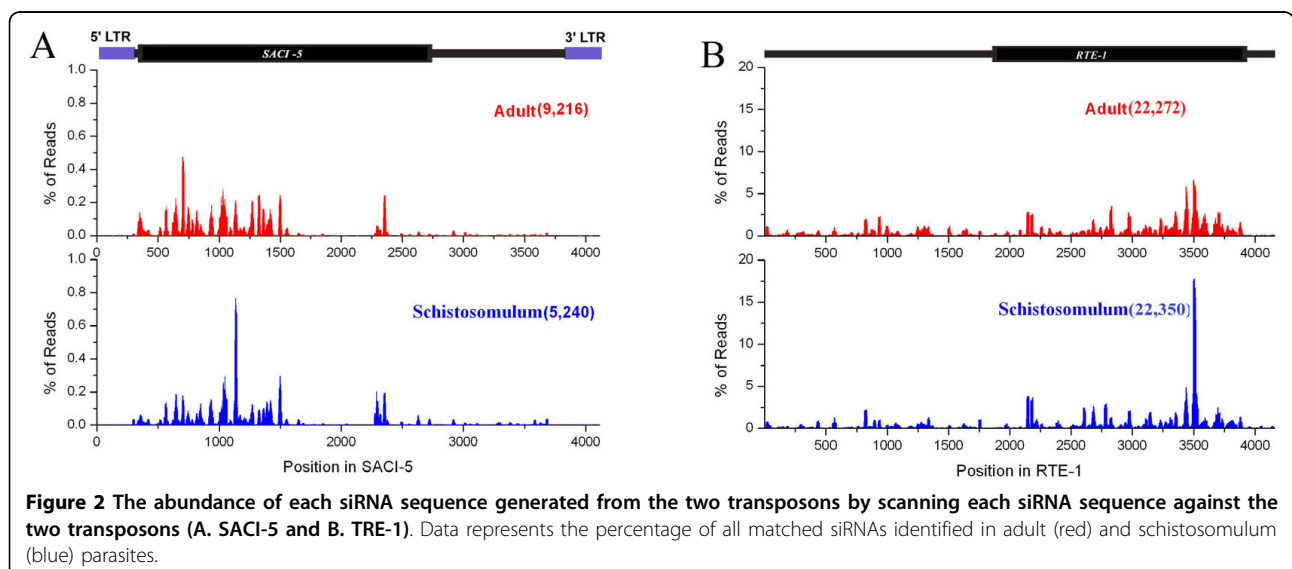 A
5' LTR
SACI -5
3' LTR
1.0
0.8
0.6
0.4
0.2
0.0
% of Reads
Adult(9,216)
0
500
1000
1500
2000
2500
3000
3500
4000
1.0
0.8
0.6
0.4
0.2
0.0
% of Reads
Schistosomulum(5,240)
0
500
1000
1500
2000
2500
3000
3500
4000
Position in SACI-5
B
RTE-1
20
15
10
5
0
% of Reads
Adult(22,272)
500
1000
1500
2000
2500
3000
3500
4000
20
15
10
5
0
% of Reads
Schistosomulum(22,350)
500
1000
1500
2000
2500
3000
3500
4000
Position in RTE-1
Figure 2 The abundance of each siRNA sequence generated from the two transposons by scanning each siRNA sequence against the
two transposons (A. SACI-5 and B. TRE-1). Data represents the percentage of all matched siRNAs identified in adult (red) and schistosomulum
(blue) parasites.